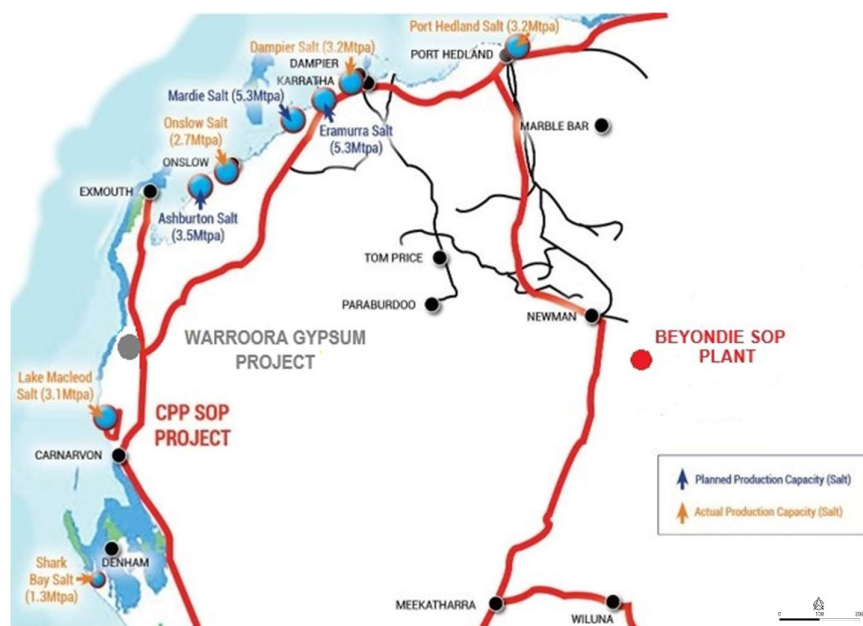 Port Hedland Salt (3.2Mtpa)
PORT HEDLAND
Dampier Salt (3.2Mtpa)
DAMPIER
KARRATHA
Mardie Salt (5.3Mtpa)
Eramurra Salt
(5.3Mtpa)
Onslow Salt
(2.7Mtpa)
ONSLOW
MARBLE BAR
EXMOUTH
Ashburton Salt
(3.5Mtpa)
TOM PRICE
PARABURDOO
NEWMAN
WARROORA GYPSUM
PROJECT
BEYONDIE SOP
PLANT
Lake Macleod
Salt (3.1Mtpa)
CPP SOP
PROJECT
CARNARVON
Planned Production Capacity (Salt)
Actual Production Capacity (Salt)
Shark
Bay Salt
(1.3Mtpa)
DENHAM
MEEKATHARRA
WILUNA
0 100 200